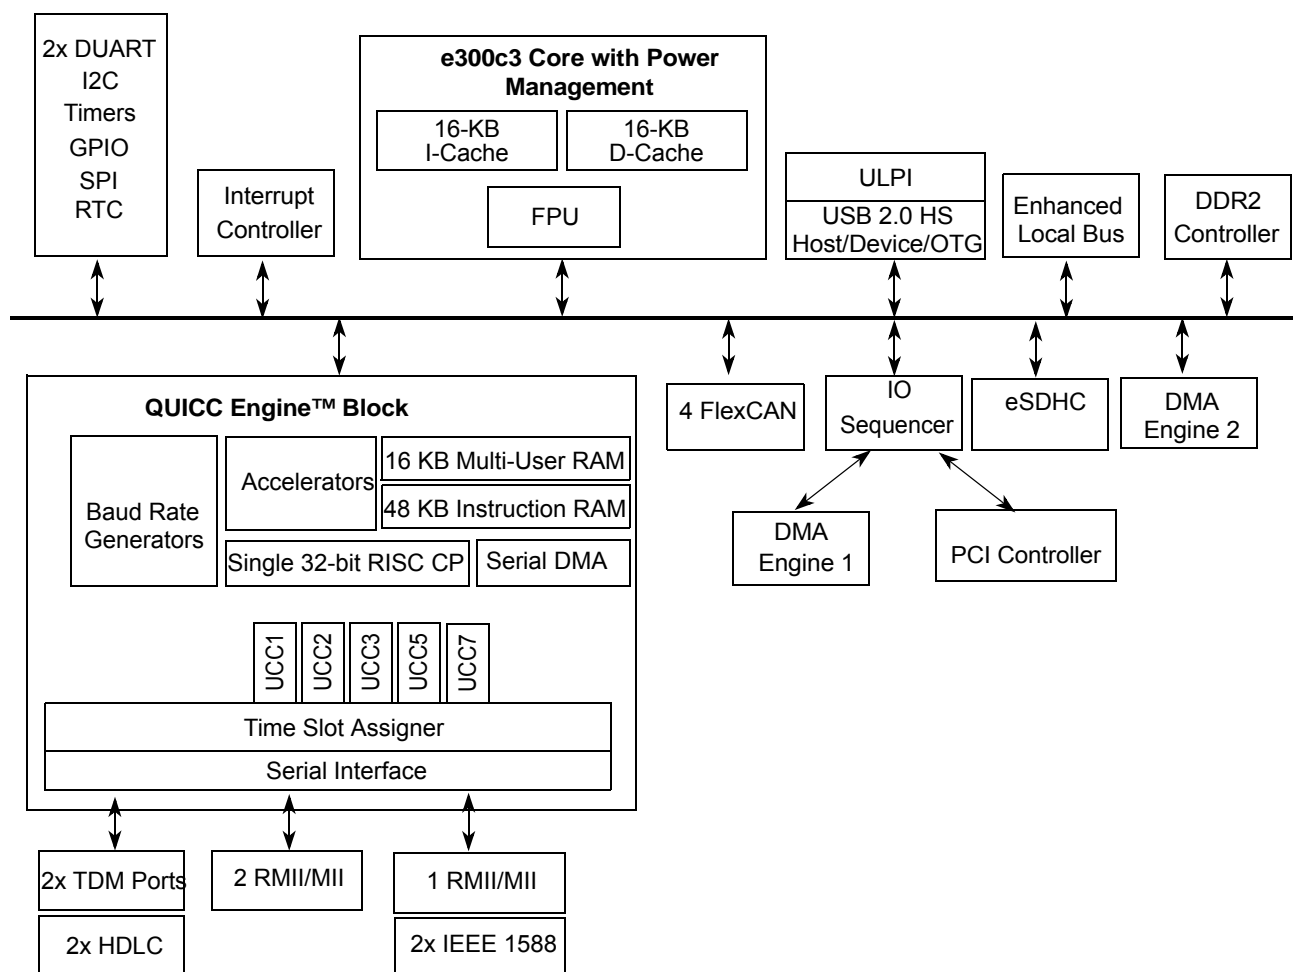 2x DUART
I2C
Timers
GPIO
SPI
RTC
Interrupt
Controller
e300c3 Core with Power
Management
16-KB
I-Cache
16-KB
D-Cache
FPU
ULPI
USB 2.0 HS
Host/Device/OTG
Enhanced
Local Bus
DDR2
Controller
QUICC Engine™ Block
Baud Rate
Generators
Accelerators
16 KB Multi-User RAM
48 KB Instruction RAM
Single 32-bit RISC CP
Serial DMA
UCC1
UCC2
UCC3
UCC5
UCC7
Time Slot Assigner
Serial Interface
4 FlexCAN
IO
Sequencer
eSDHC
DMA
Engine 2
DMA
Engine 1
PCI Controller
2x TDM Ports
2x HDLC
2 RMII/MII
1 RMII/MII
2x IEEE 1588